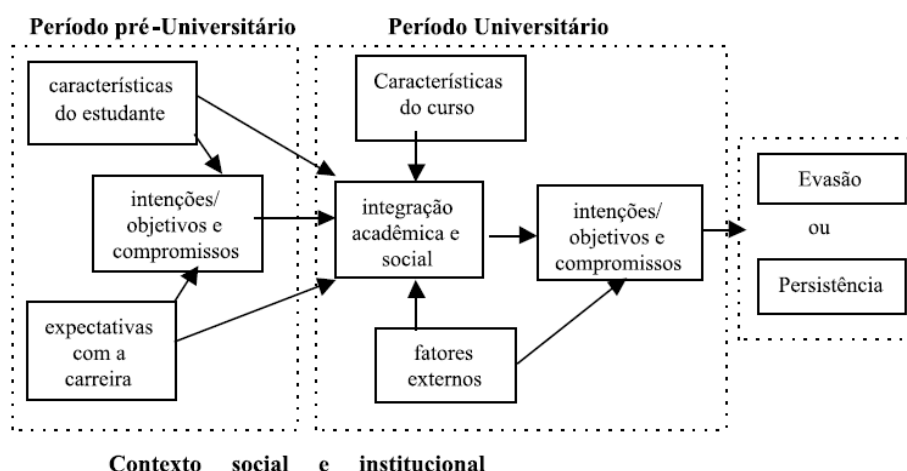 Período pré-Universitário
Período Universitário
características
do estudante
Características
do curso
intenções/
objetivos e
compromissos
integração
acadêmica e
social
intenções/
objetivos e
compromissos
Evasão
ou
Persistência
expectativas
com a
carreira
fatores
externos
Contexto social e institucional